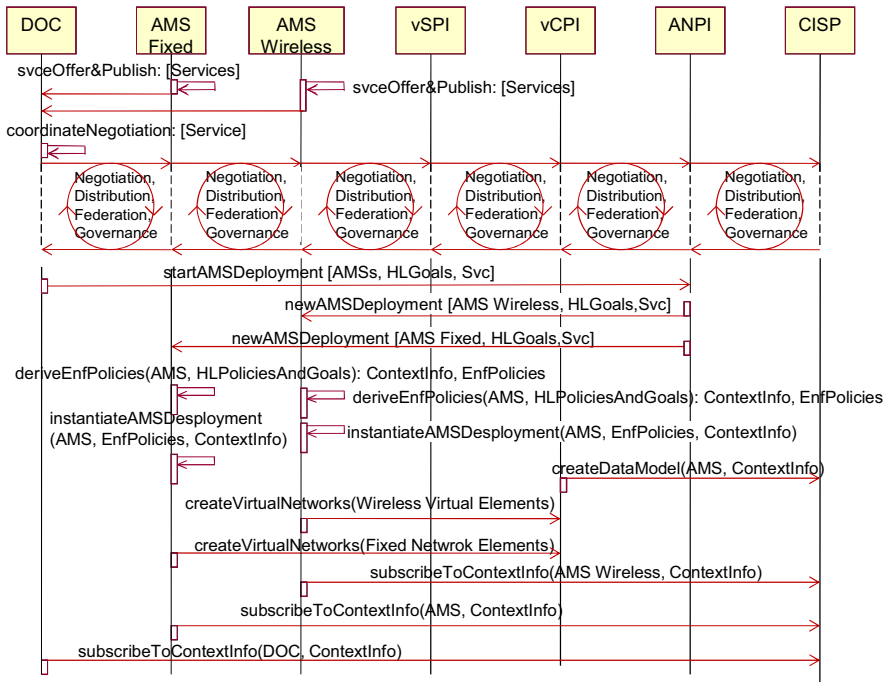 DOC
AMS
Fixed
AMS
Wireless
vSPI
vCPI
ANPI
CISP
svceOffer&Publish: [Services]
svceOffer&Publish: [Services]
coordinateNegotiation: [Service]
Negotiation,
Distribution,
Federation,
Governance
Negotiation,
Distribution,
Federation,
Governance
Negotiation,
Distribution,
Federation,
Governance
Negotiation,
Distribution,
Federation,
Governance
Negotiation,
Distribution,
Federation,
Governance
Negotiation,
Distribution,
Federation,
Governance
startAMSDeployment [AMSs, HLGoals, Svc]
newAMSDeployment [AMS Wireless, HLGoals,Svc]
newAMSDeployment [AMS Fixed, HLGoals,Svc]
deriveEnfPolicies(AMS, HLPoliciesAndGoals): ContextInfo, EnfPolicies
deriveEnfPolicies(AMS, HLPoliciesAndGoals): ContextInfo, EnfPolicies
instantiateAMSDesployment
(AMS, EnfPolicies, ContextInfo)
instantiateAMSDesployment(AMS, EnfPolicies, ContextInfo)
createDataModel(AMS, ContextInfo)
createVirtualNetworks(Wireless Virtual Elements)
createVirtualNetworks(Fixed Netwrok Elements)
subscribeToContextInfo(AMS Wireless, ContextInfo)
subscribeToContextInfo(AMS, ContextInfo)
subscribeToContextInfo(DOC, ContextInfo)